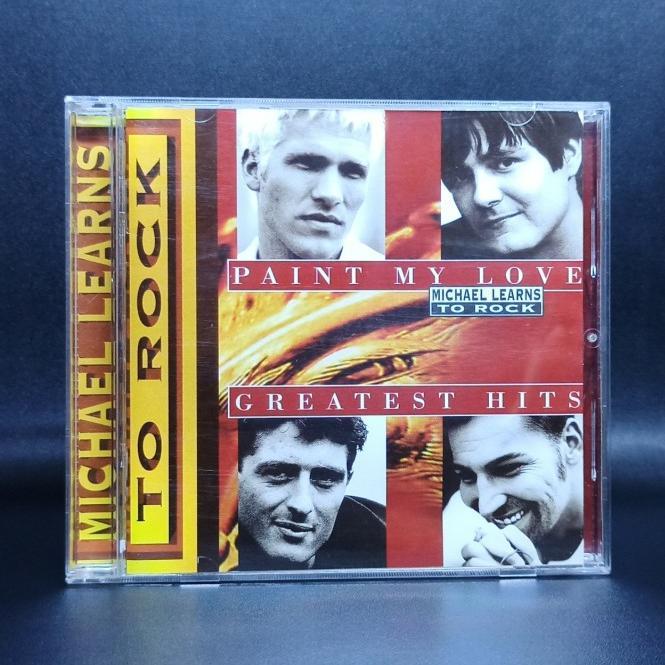 MICHAEL LEARNS
TO ROCK
PAINT MY LOVE
MICHAEL LEARNS
TO ROCK
GREATEST HITS